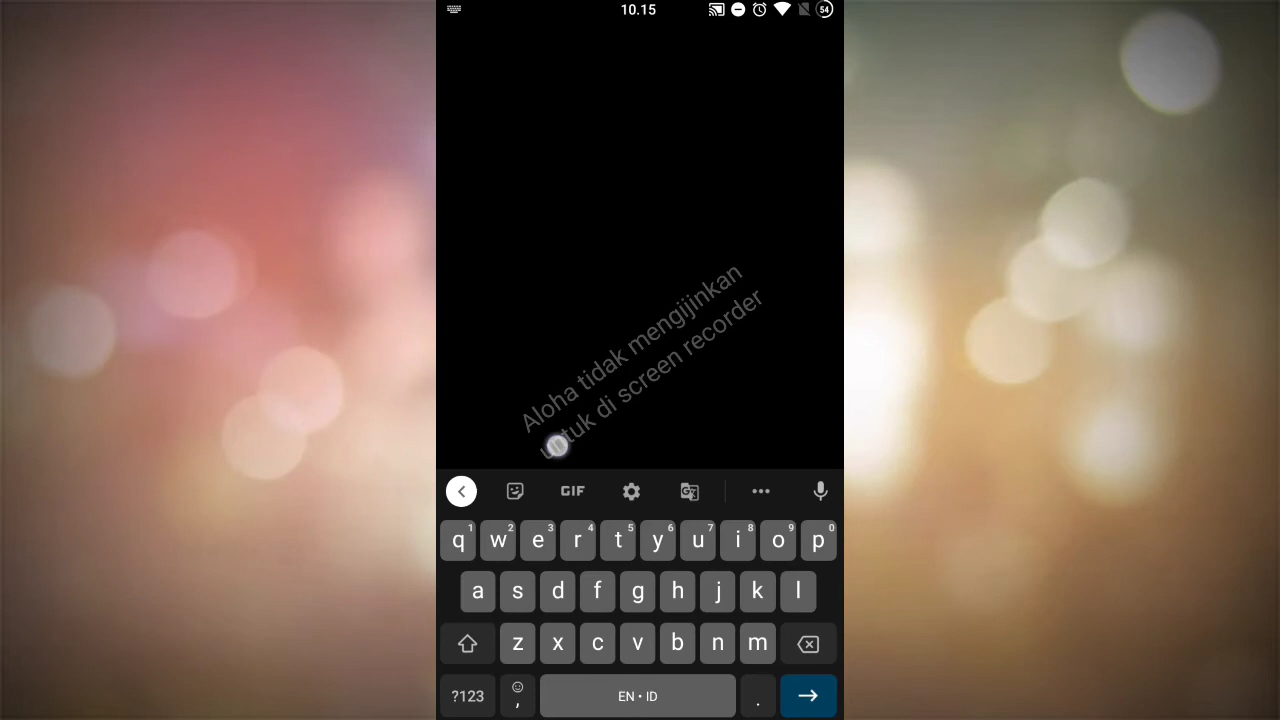 10.15
54
Aloha tidak mengijinkan
untuk di screen recorder
GIF
q1 w2 e3 r4 t5 y6 u7 i8 o9 p0
a s d f g h j k l
z x c v b n m
?123 , EN • ID .